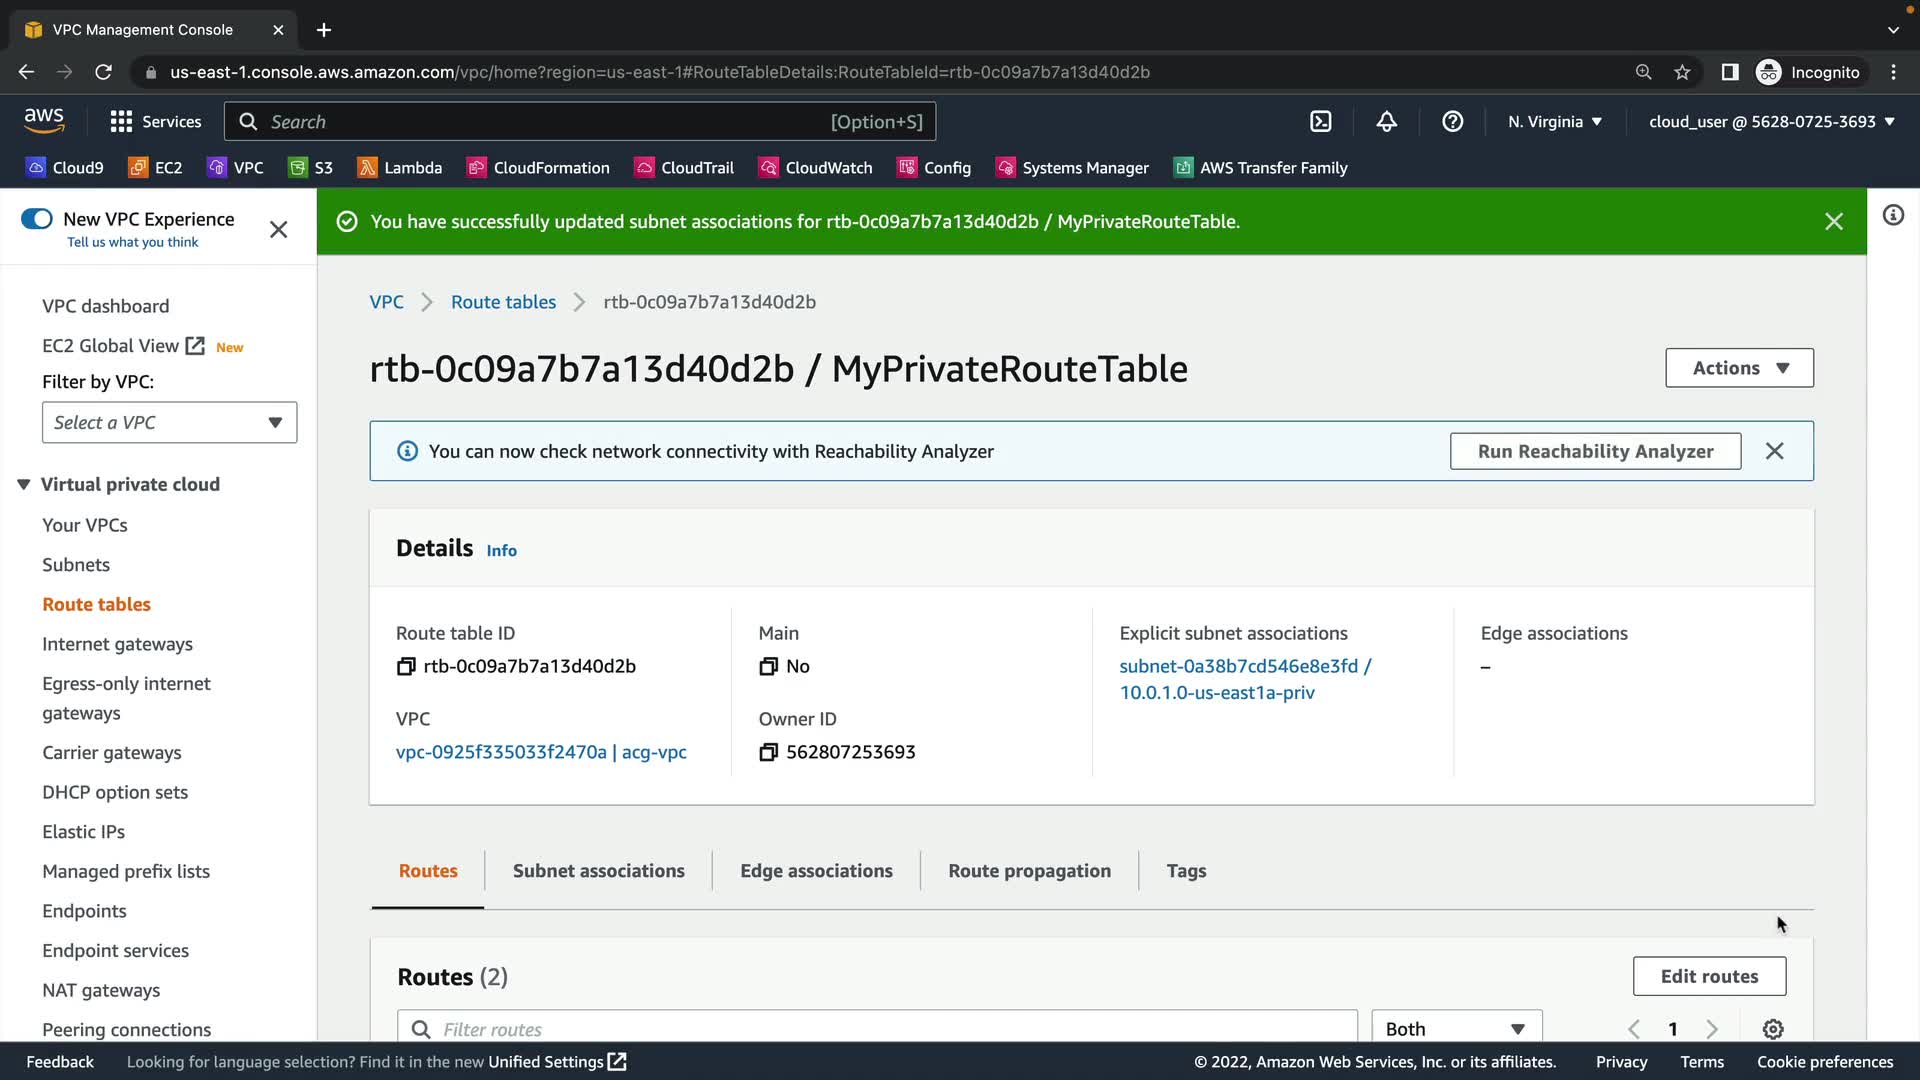 VPC Management Console
us-east-1.console.aws.amazon.com/vpc/home?region=us-east-1#RouteTableDetails:RouteTableId=rtb-0c09a7b7a13d40d2b
Incognito
aws
Services
Search
[Option+S]
N. Virginia
cloud_user @ 5628-0725-3693
Cloud9
EC2
VPC
S3
Lambda
CloudFormation
CloudTrail
CloudWatch
Config
Systems Manager
AWS Transfer Family
New VPC Experience
Tell us what you think
VPC dashboard
EC2 Global View
New
Filter by VPC:
Select a VPC
Virtual private cloud
Your VPCs
Subnets
Route tables
Internet gateways
Egress-only internet
gateways
Carrier gateways
DHCP option sets
Elastic IPs
Managed prefix lists
Endpoints
Endpoint services
NAT gateways
Peering connections
You have successfully updated subnet associations for rtb-0c09a7b7a13d40d2b / MyPrivateRouteTable.
VPC
Route tables
rtb-0c09a7b7a13d40d2b
rtb-0c09a7b7a13d40d2b / MyPrivateRouteTable
Actions
You can now check network connectivity with Reachability Analyzer
Run Reachability Analyzer
Details
Info
Route table ID
rtb-0c09a7b7a13d40d2b
VPC
vpc-0925f335033f2470a | acg-vpc
Main
No
Owner ID
562807253693
Explicit subnet associations
subnet-0a38b7cd546e8e3fd /
10.0.1.0-us-east1a-priv
Edge associations
–
Routes
Subnet associations
Edge associations
Route propagation
Tags
Routes (2)
Edit routes
Filter routes
Both
1
Feedback
Looking for language selection? Find it in the new Unified Settings
© 2022, Amazon Web Services, Inc. or its affiliates.
Privacy
Terms
Cookie preferences